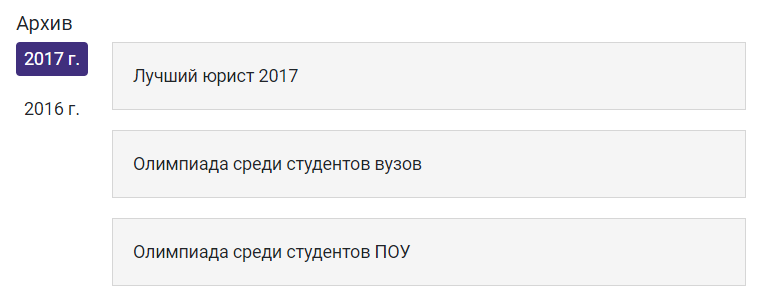 Архив
2017 г.
Лучший юрист 2017
2016 г.
Олимпиада среди студентов вузов
Олимпиада среди студентов ПОУ